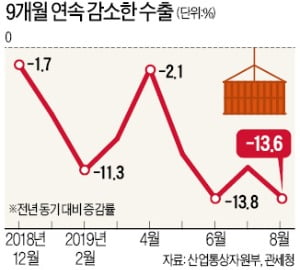 9개월 연속 감소한 수출 (단위:%)
0
-1.7
-2.1
-11.3
-13.6
-13.8
※전년 동기 대비 증감률
2018년 2019년 4월 6월 8월
12월 2월
자료:산업통상자원부, 관세청